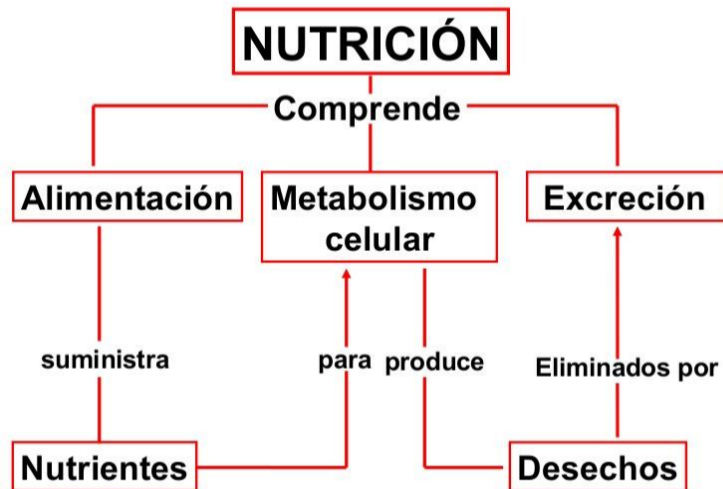 NUTRICIÓN
Comprende
Alimentación
Metabolismo
celular
Excreción
suministra
para
produce
Eliminados por
Nutrientes
Desechos